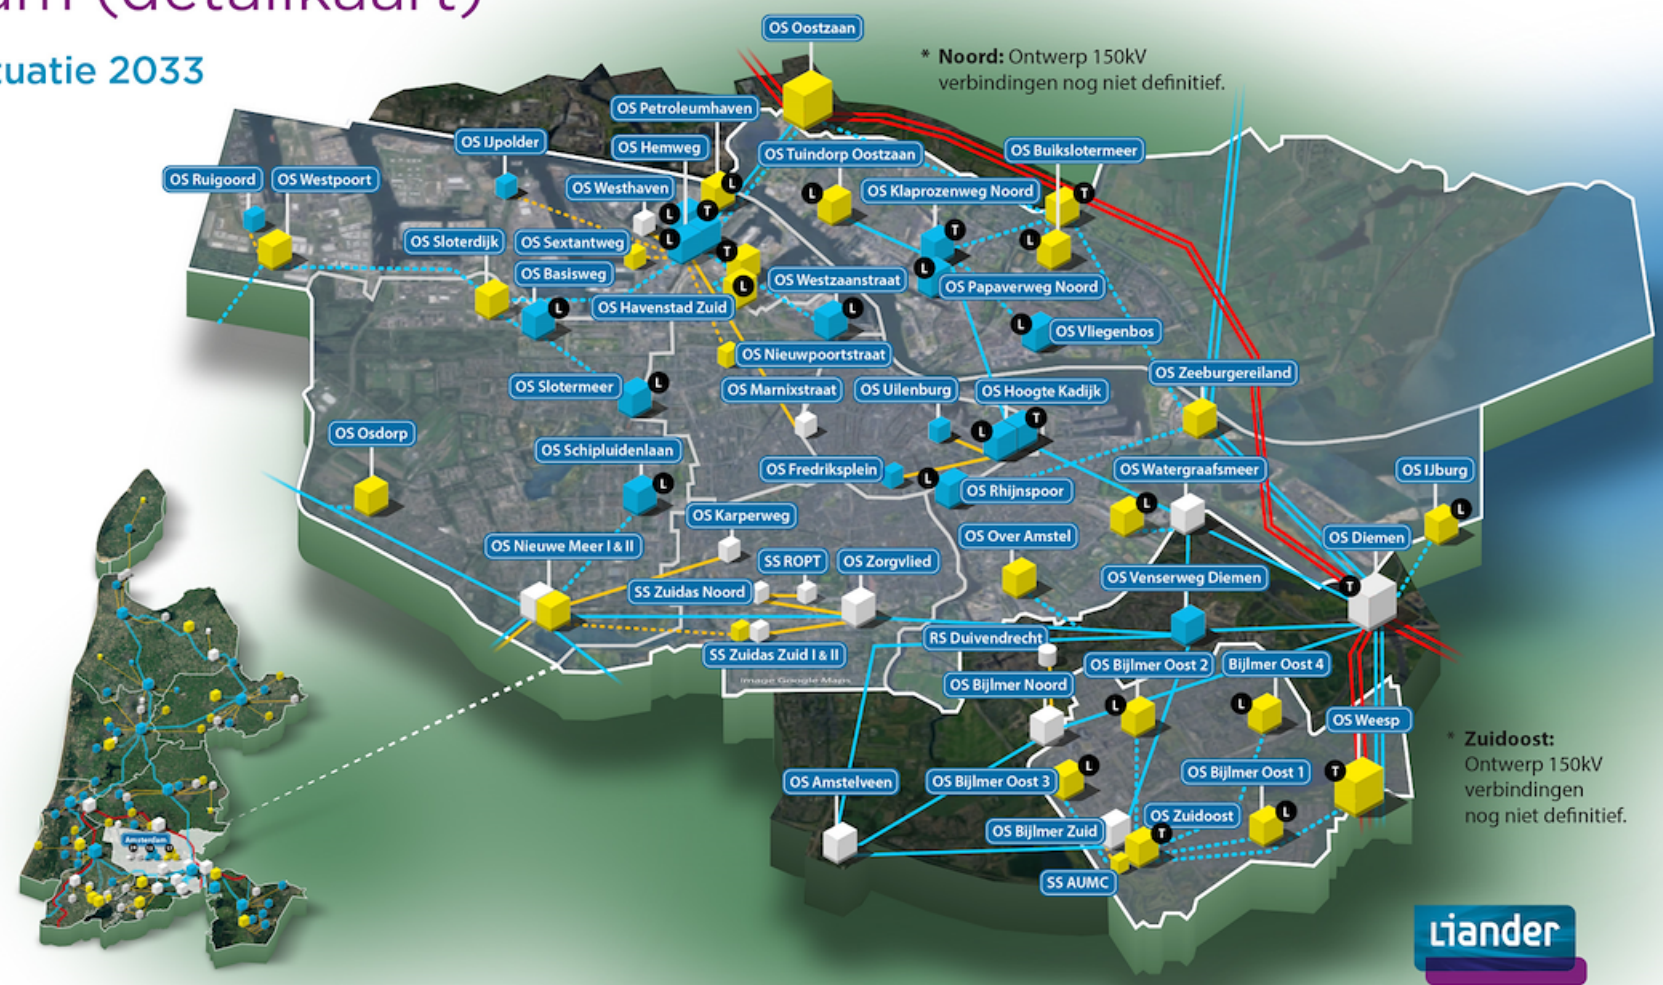 (detailkaart)
tuatie 2033
OS Oostzaan
* Noord: Ontwerp 150kV
verbindingen nog niet definitief.
OS Petroleumhaven
OS IJpolder
OS Hemweg
OS Tuindorp Oostzaan
OS Buikslotermeer
OS Ruigoord
OS Westpoort
OS Westhaven
OS Klaprozenweg Noord
L
L
T
L
T
T
OS Sloterdijk
OS Sextantweg
L
T
L
L
OS Basisweg
OS Westzaanstraat
OS Papaverweg Noord
L
OS Havenstad Zuid
L
L
L
OS Vliegenbos
OS Nieuwpoortstraat
OS Slotermeer
L
OS Marnixstraat
OS Uilenburg
OS Hoogte Kadijk
OS Zeeburgereiland
L
T
OS Osdorp
OS Schipluidenlaan
OS Fredriksplein
L
OS Watergraafsmeer
OS IJburg
L
OS Rhijnspoor
L
L
OS Karperweg
OS Nieuwe Meer I & II
SS ROPT
OS Zorgvlied
OS Over Amstel
OS Diemen
T
SS Zuidas Noord
OS Venserweg Diemen
SS Zuidas Zuid I & II
RS Duivendrecht
Image Google Maps
OS Bijlmer Noord
OS Bijlmer Oost 2
Bijlmer Oost 4
L
L
OS Weesp
* Zuidoost:
Ontwerp 150kV
verbindingen
nog niet definitief.
OS Amstelveen
OS Bijlmer Oost 3
L
OS Bijlmer Oost 1
T
OS Bijlmer Zuid
OS Zuidoost
L
T
SS AUMC
Amsterdam
Liander